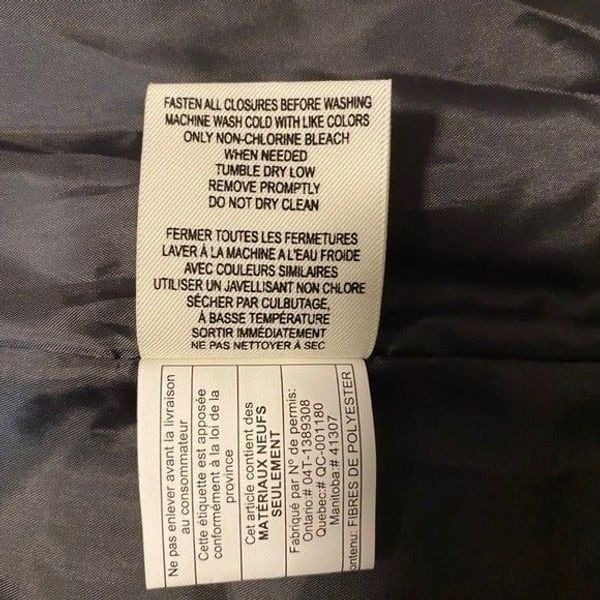 FASTEN ALL CLOSURES BEFORE WASHING
MACHINE WASH COLD WITH LIKE COLORS
ONLY NON-CHLORINE BLEACH
WHEN NEEDED
TUMBLE DRY LOW
REMOVE PROMPTLY
DO NOT DRY CLEAN
FERMER TOUTES LES FERMETURES
LAVER À LA MACHINE A L'EAU FROIDE
AVEC COULEURS SIMILAIRES
UTILISER UN JAVELLISANT NON CHLORE
SÉCHER PAR CULBUTAGE,
À BASSE TEMPÉRATURE
SORTIR IMMÉDIATEMENT
NE PAS NETTOYER À SEC
Ne pas enlever avant la livraison
au consommateur
Cette étiquette est apposée
conformément à la loi de la
province
Cet article contient des
MATÉRIAUX NEUFS
SEULEMENT
Fabriqué par N° de permis:
Ontario:# 04T-1389308
Quebec:# QC-001180
Manitoba:# 41307
ontenu: FIBRES DE POLYESTER